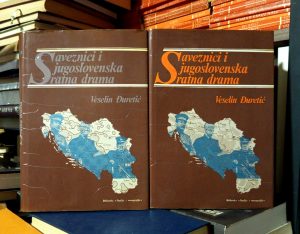 Saveznici i
jugoslovenska
ratna drama
Veselin Đuretić
Saveznici i
jugoslovenska
ratna drama
Veselin Đuretić